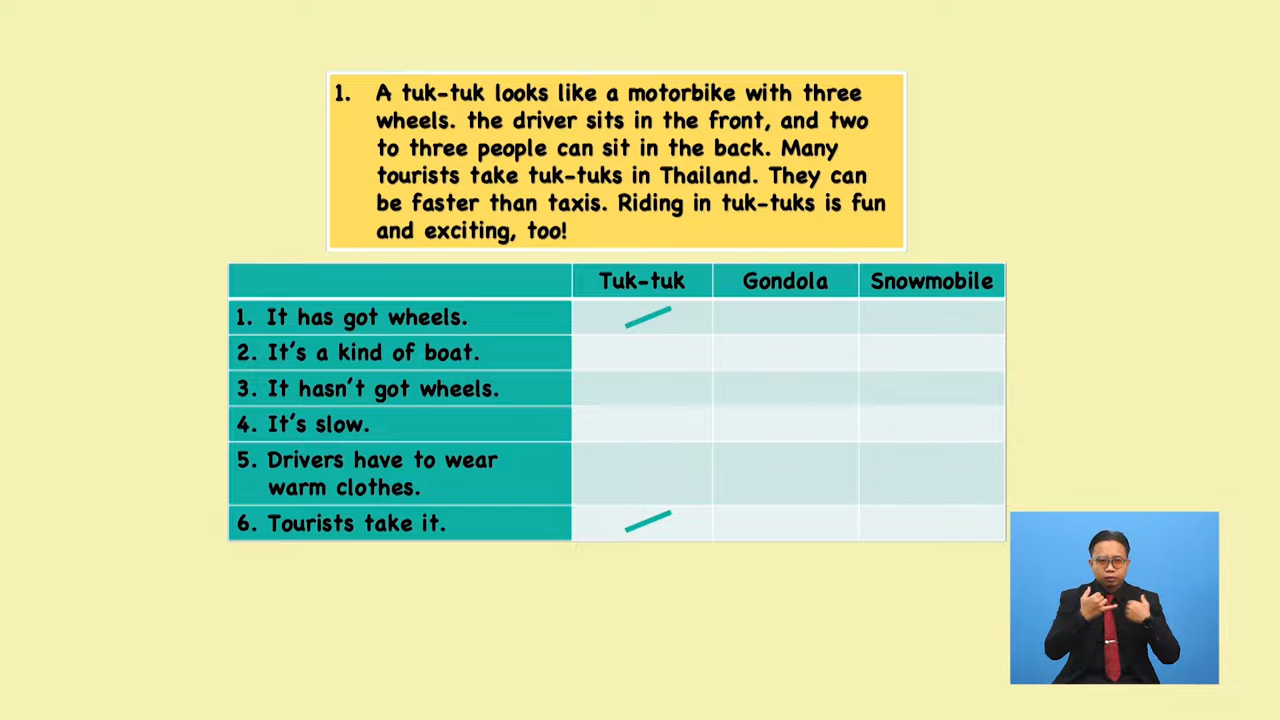 1. A tuk-tuk looks like a motorbike with three
wheels. the driver sits in the front, and two
to three people can sit in the back. Many
tourists take tuk-tuks in Thailand. They can
be faster than taxis. Riding in tuk-tuks is fun
and exciting, too!
Tuk-tuk Gondola Snowmobile
1. It has got wheels.
2. It's a kind of boat.
3. It hasn't got wheels.
4. It's slow.
5. Drivers have to wear
warm clothes.
6. Tourists take it.